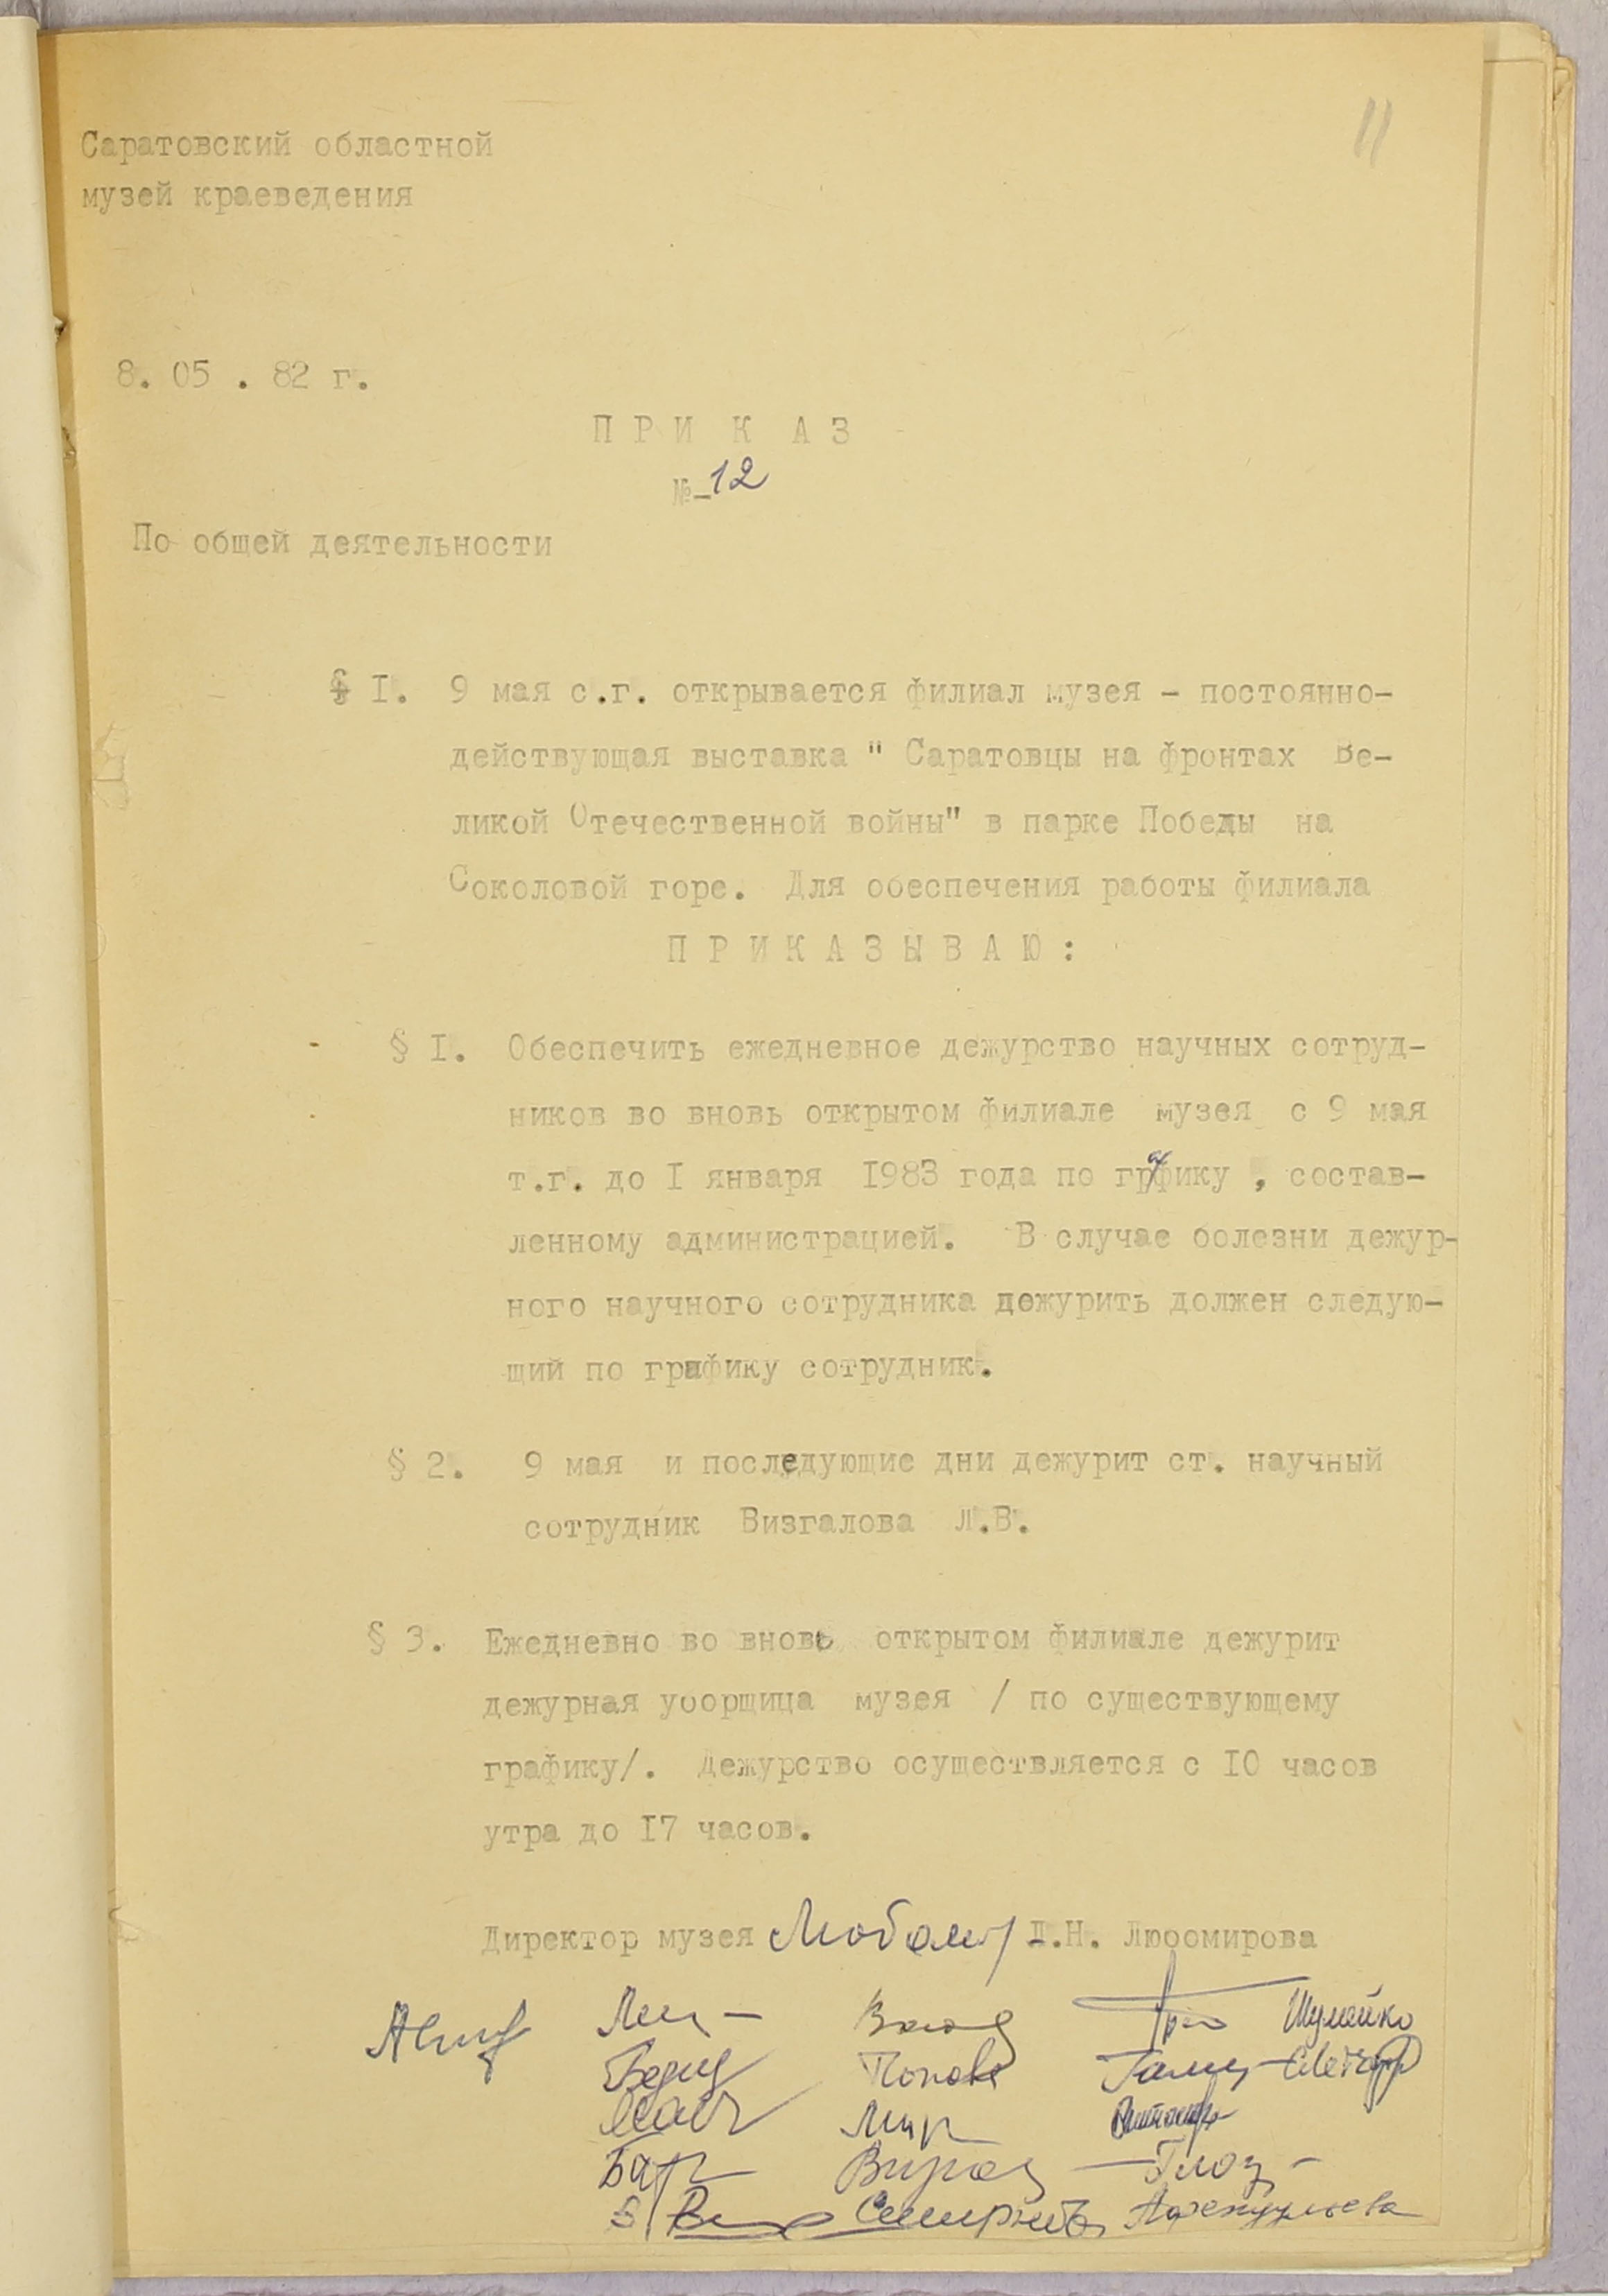 11
Саратовский областной
музей краеведения
8. 05 . 82 г.
П Р И К А З
№ 12
По общей деятельности
§ I. 9 мая с.г. открывается филиал музея - постоянно-
действующая выставка " Саратовцы на фронтах Ве-
ликой Отечественной войны" в парке Победы на
Соколовой горе. Для обеспечения работы филиала
П Р И К А З Ы В А Ю :
§ I. Обеспечить ежедневное дежурство научных сотруд-
ников во вновь открытом филиале музея с 9 мая
т.г. до I января 1983 года по графику , состав-
ленному администрацией. В случае болезни дежур-
ного научного сотрудника дежурить должен следую-
щий по графику сотрудник.
§ 2. 9 мая и последующие дни дежурит ст. научный
сотрудник Визгалова Л.В.
§ 3. Ежедневно во вновь открытом филиале дежурит
дежурная уборщица музея / по существующему
графику/. Дежурство осуществляется с 10 часов
утра до 17 часов.
Директор музея Л.Н. Любомирова
Шумейко
Попова